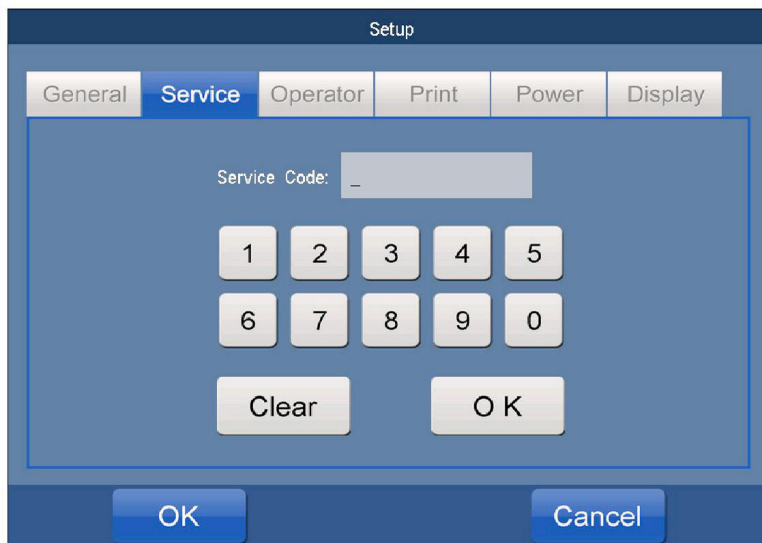 Setup
General Service Operator Print Power Display
Service Code: _
1 2 3 4 5
6 7 8 9 0
Clear O K
OK Cancel